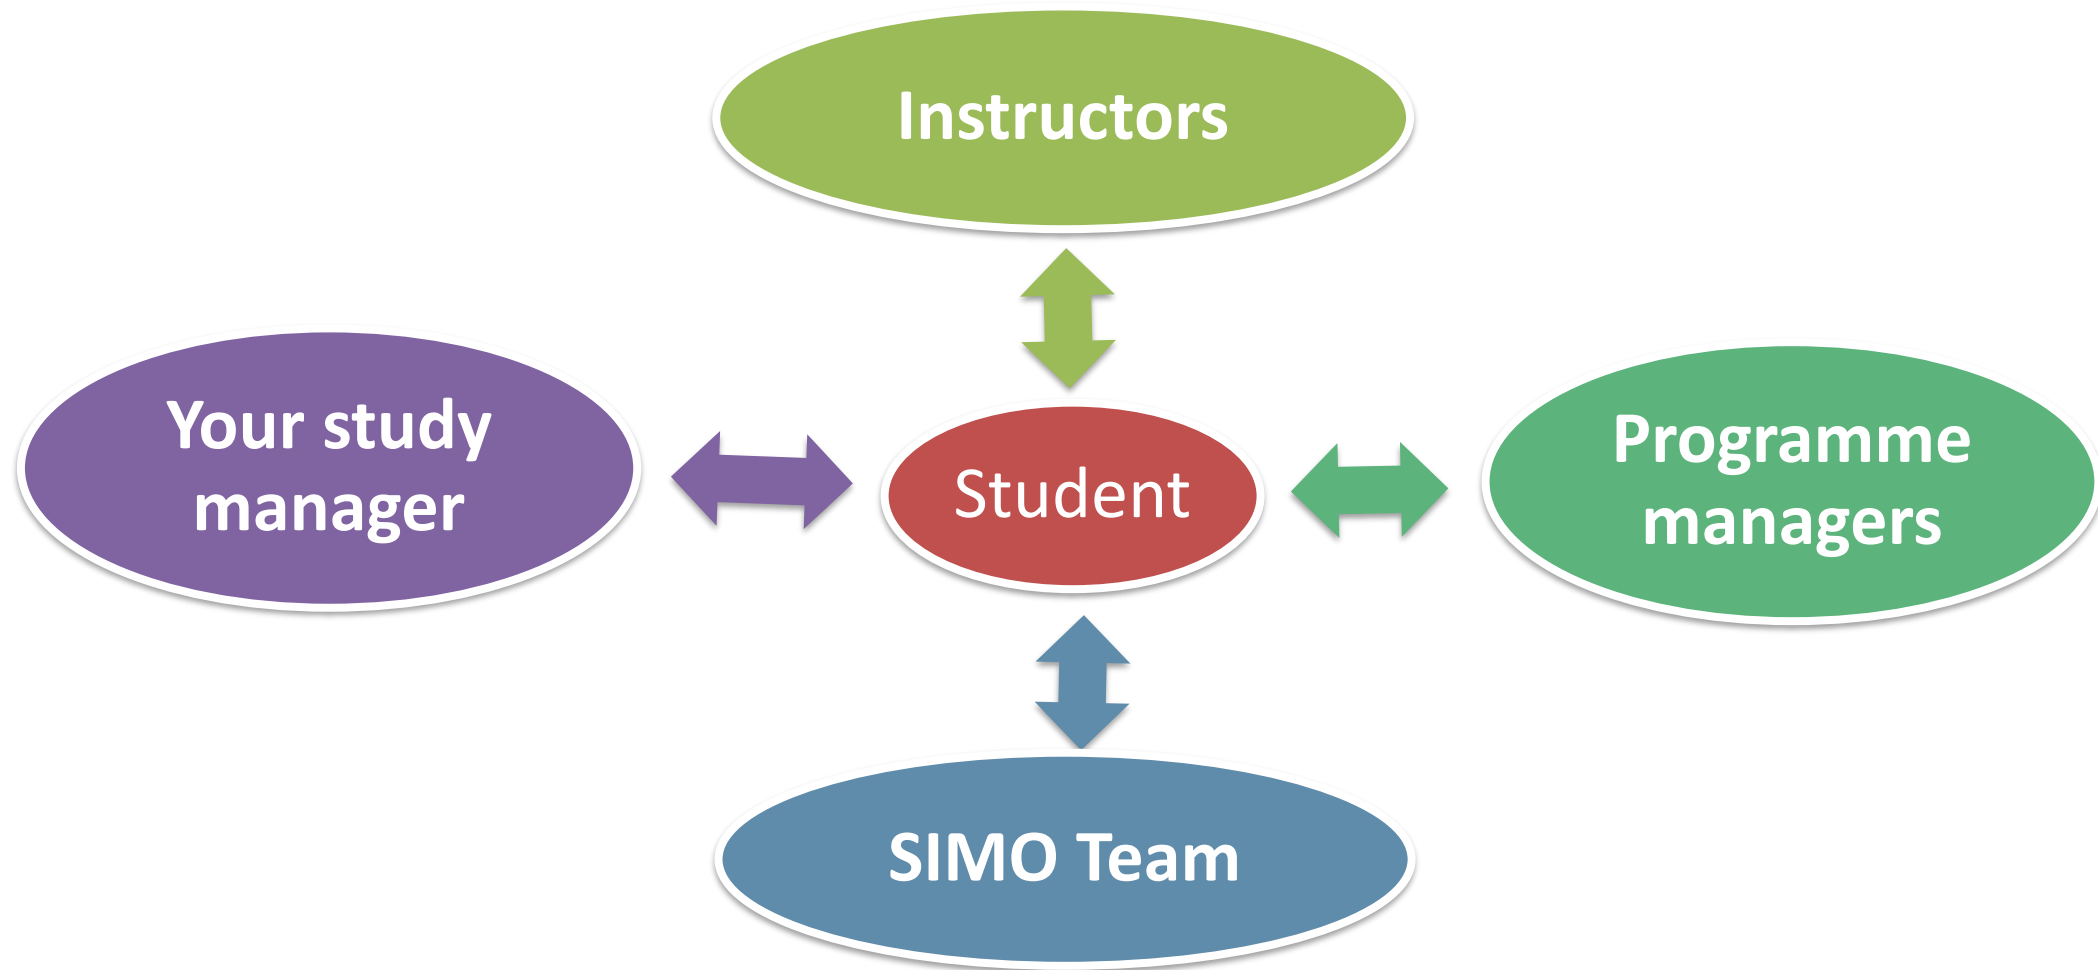 Instructors
Your study
manager
Student
Programme
managers
SIMO Team